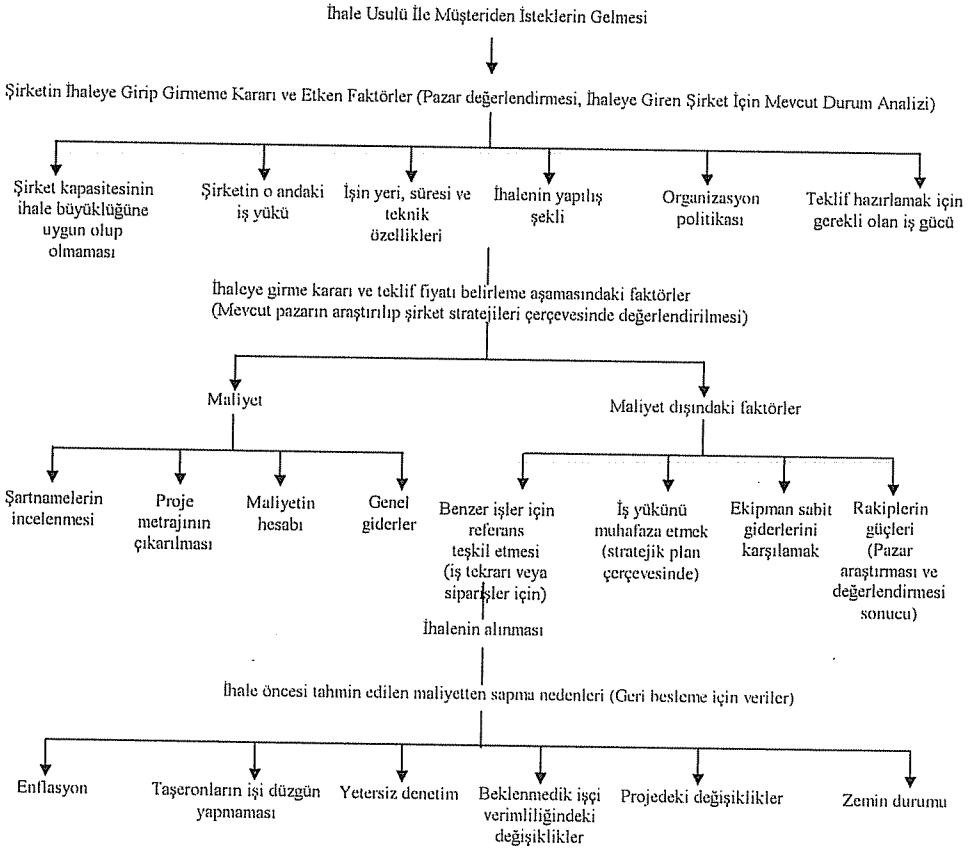 İhale Usulü İle Müşteriden İsteklerin Gelmesi
Şirketin İhaleye Girip Girmeme Kararı ve Etken Faktörler (Pazar değerlendirmesi, İhaleye Giren Şirket İçin Mevcut Durum Analizi)
Şirket kapasitesinin
ihale büyüklüğüne
uygun olup
olmaması
Şirketin o andaki
iş yükü
İşin yeri, süresi ve
teknik
özellikleri
İhalenin yapılış
şekli
Organizasyon
politikası
Teklif hazırlamak için
gerekli olan iş gücü
İhaleye girme kararı ve teklif fiyatı belirleme aşamasındaki faktörler
(Mevcut pazarın araştırılıp şirket stratejileri çerçevesinde değerlendirilmesi)
Maliyet
Maliyet dışındaki faktörler
Şartnamelerin
incelenmesi
Proje
metrajının
çıkarılması
Maliyetin
hesabı
Genel
giderler
Benzer işler için
referans
teşkil etmesi
(iş tekrarı veya
siparişler için)
İş yükünü
muhafaza etmek
(stratejik plan
çerçevesinde)
Ekipman sabit
giderlerini
karşılamak
Rakiplerin
güçleri
(Pazar
araştırması ve
değerlendirmesi
sonucu)
İhalenin alınması
İhale öncesi tahmin edilen maliyetten sapma nedenleri (Geri besleme için veriler)
Enflasyon
Taşeronların işi düzgün
yapmaması
Yetersiz denetim
Beklenmedik işçi
verimliliğindeki
değişiklikler
Projedeki değişiklikler
Zemin durumu